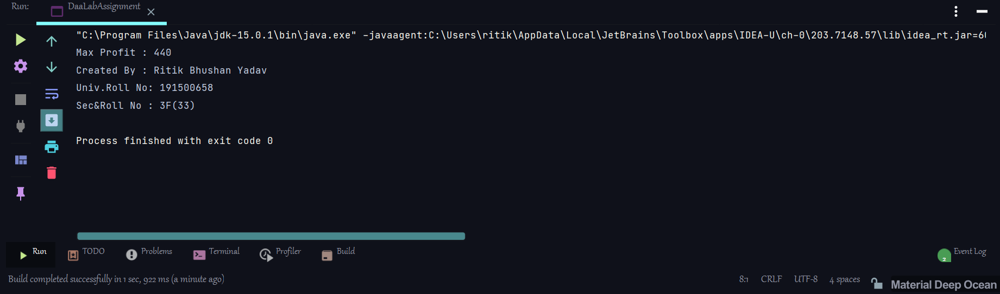 Run: DaaLabAssignment
"C:\Program Files\Java\jdk-15.0.1\bin\java.exe" -javaagent:C:\Users\ritik\AppData\Local\JetBrains\Toolbox\apps\IDEA-U\ch-0\203.7148.57\lib\idea_rt.jar=60
Max Profit : 440
Created By : Ritik Bhushan Yadav
Univ.Roll No: 191500658
Sec&Roll No : 3F(33)
Process finished with exit code 0
Run TODO Problems Terminal Profiler Build 2 Event Log
Build completed successfully in 1 sec, 922 ms (a minute ago) 8:1 CRLF UTF-8 4 spaces Material Deep Ocean